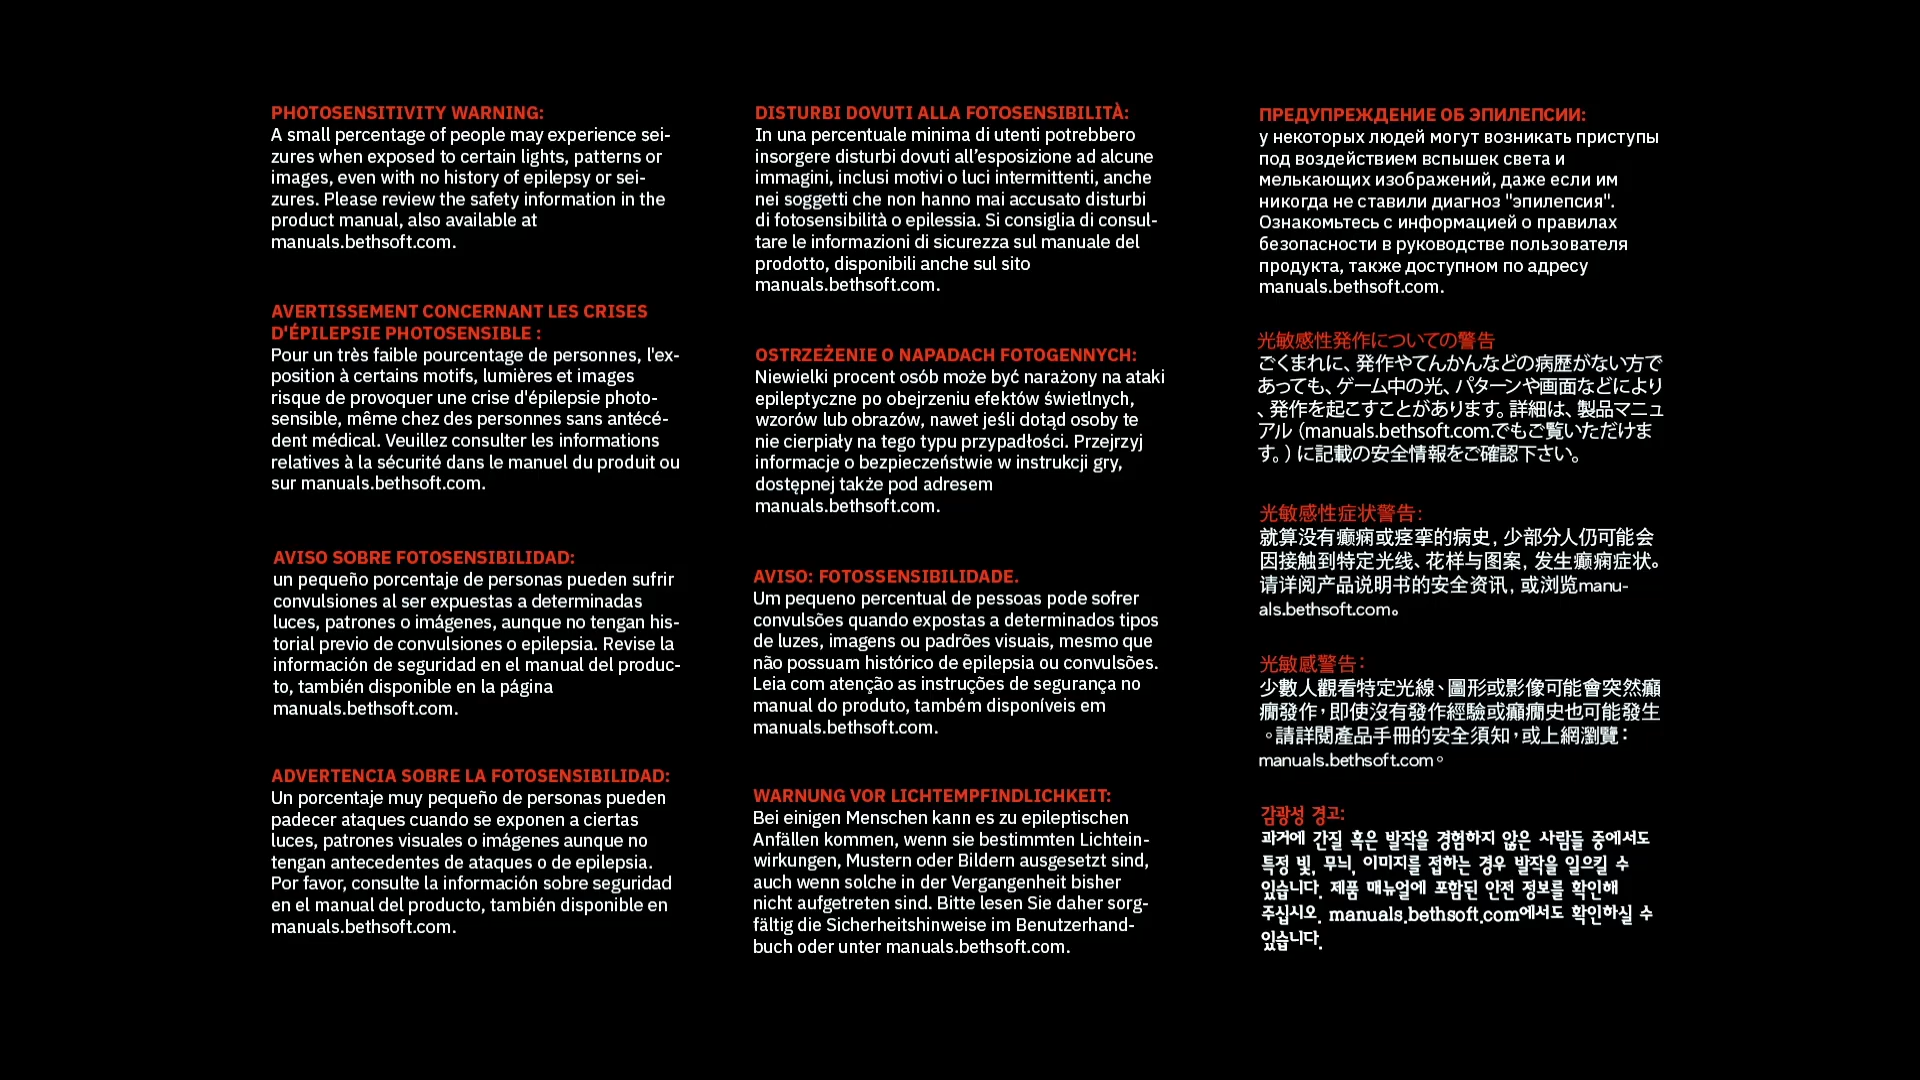 PHOTOSENSITIVITY WARNING:
A small percentage of people may experience sei-
zures when exposed to certain lights, patterns or
images, even with no history of epilepsy or sei-
zures. Please review the safety information in the
product manual, also available at
manuals.bethsoft.com.
AVERTISSEMENT CONCERNANT LES CRISES
D'ÉPILEPSIE PHOTOSENSIBLE :
Pour un très faible pourcentage de personnes, l'ex-
position à certains motifs, lumières et images
risque de provoquer une crise d'épilepsie photo-
sensible, même chez des personnes sans antécé-
dent médical. Veuillez consulter les informations
relatives à la sécurité dans le manuel du produit ou
sur manuals.bethsoft.com.
AVISO SOBRE FOTOSENSIBILIDAD:
un pequeño porcentaje de personas pueden sufrir
convulsiones al ser expuestas a determinadas
luces, patrones o imágenes, aunque no tengan his-
torial previo de convulsiones o epilepsia. Revise la
información de seguridad en el manual del produc-
to, también disponible en la página
manuals.bethsoft.com.
ADVERTENCIA SOBRE LA FOTOSENSIBILIDAD:
Un porcentaje muy pequeño de personas pueden
padecer ataques cuando se exponen a ciertas
luces, patrones visuales o imágenes aunque no
tengan antecedentes de ataques o de epilepsia.
Por favor, consulte la información sobre seguridad
en el manual del producto, también disponible en
manuals.bethsoft.com.
DISTURBI DOVUTI ALLA FOTOSENSIBILITÀ:
In una percentuale minima di utenti potrebbero
insorgere disturbi dovuti all’esposizione ad alcune
immagini, inclusi motivi o luci intermittenti, anche
nei soggetti che non hanno mai accusato disturbi
di fotosensibilità o epilessia. Si consiglia di consul-
tare le informazioni di sicurezza sul manuale del
prodotto, disponibili anche sul sito
manuals.bethsoft.com.
OSTRZEŻENIE O NAPADACH FOTOGENNYCH:
Niewielki procent osób może być narażony na ataki
epileptyczne po obejrzeniu efektów świetlnych,
wzorów lub obrazów, nawet jeśli dotąd osoby te
nie cierpiały na tego typu przypadłości. Przejrzyj
informacje o bezpieczeństwie w instrukcji gry,
dostępnej także pod adresem
manuals.bethsoft.com.
AVISO: FOTOSSENSIBILIDADE.
Um pequeno percentual de pessoas pode sofrer
convulsões quando expostas a determinados tipos
de luzes, imagens ou padrões visuais, mesmo que
não possuam histórico de epilepsia ou convulsões.
Leia com atenção as instruções de segurança no
manual do produto, também disponíveis em
manuals.bethsoft.com.
WARNUNG VOR LICHTEMPFINDLICHKEIT:
Bei einigen Menschen kann es zu epileptischen
Anfällen kommen, wenn sie bestimmten Lichtein-
wirkungen, Mustern oder Bildern ausgesetzt sind,
auch wenn solche in der Vergangenheit bisher
nicht aufgetreten sind. Bitte lesen Sie daher sorg-
fältig die Sicherheitshinweise im Benutzerhand-
buch oder unter manuals.bethsoft.com.
ПРЕДУПРЕЖДЕНИЕ ОБ ЭПИЛЕПСИИ:
у некоторых людей могут возникать приступы
под воздействием вспышек света и
мелькающих изображений, даже если им
никогда не ставили диагноз "эпилепсия".
Ознакомьтесь с информацией о правилах
безопасности в руководстве пользователя
продукта, также доступном по адресу
manuals.bethsoft.com.
光敏感性発作についての警告
ごくまれに、発作やてんかんなどの病歴がない方で
あっても、ゲーム中の光、パターンや画面などにより
、発作を起こすことがあります。詳細は、製品マニュ
アル（manuals.bethsoft.com.でもご覧いただけま
す。）に記載の安全情報をご確認下さい。
光敏感性症状警告：
就算没有癫痫或痉挛的病史，少部分人仍可能会
因接触到特定光线、花样与图案，发生癫痫症状。
请详阅产品说明书的安全资讯，或浏览manu-
als.bethsoft.com。
光敏感警告：
少數人觀看特定光線、圖形或影像可能會突然癲
癇發作，即使沒有發作經驗或癲癇史也可能發生
。請詳閱產品手冊的安全須知，或上網瀏覽：
manuals.bethsoft.com。
감광성 경고:
과거에 간질 혹은 발작을 경험하지 않은 사람들 중에서도
특정 빛, 무늬, 이미지를 접하는 경우 발작을 일으킬 수
있습니다. 제품 매뉴얼에 포함된 안전 정보를 확인해
주십시오. manuals.bethsoft.com에서도 확인하실 수
있습니다.